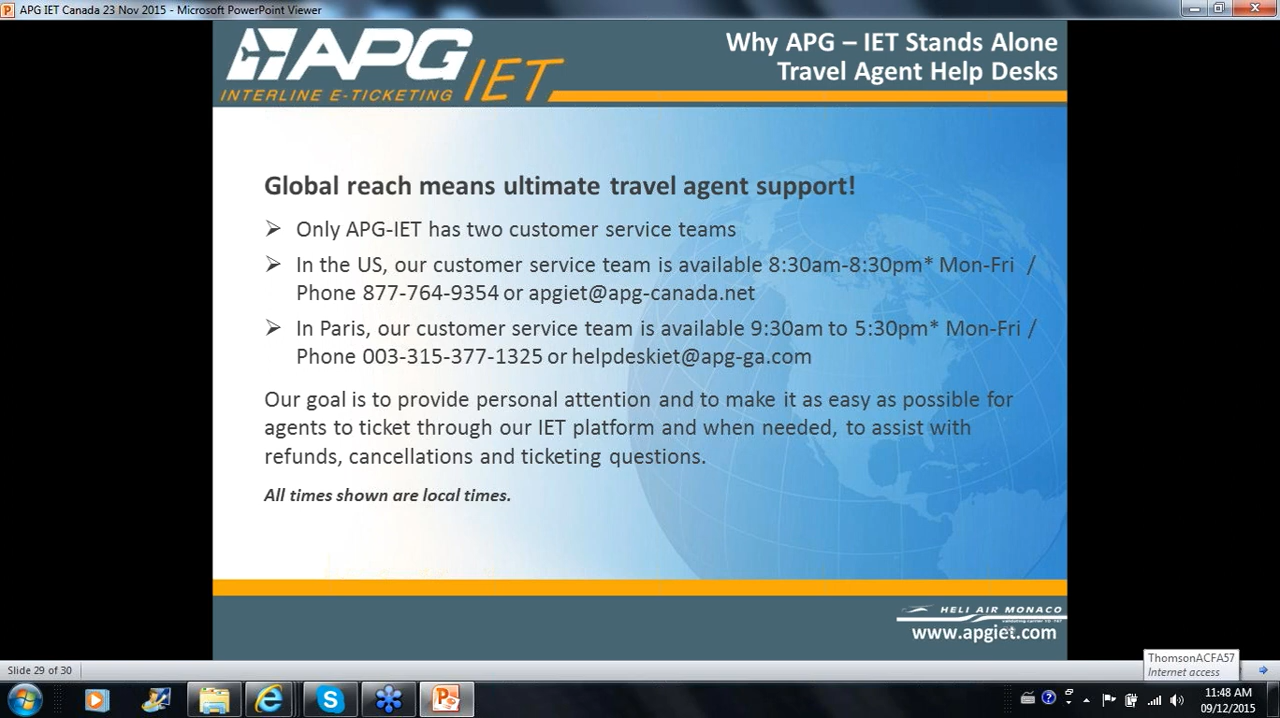 APG IET Canada 23 Nov 2015 - Microsoft PowerPoint Viewer
APG IET
INTERLINE E-TICKETING
Why APG – IET Stands Alone
Travel Agent Help Desks
Global reach means ultimate travel agent support!
Only APG-IET has two customer service teams
In the US, our customer service team is available 8:30am-8:30pm* Mon-Fri /
Phone 877-764-9354 or apgiet@apg-canada.net
In Paris, our customer service team is available 9:30am to 5:30pm* Mon-Fri /
Phone 003-315-377-1325 or helpdeskiet@apg-ga.com
Our goal is to provide personal attention and to make it as easy as possible for
agents to ticket through our IET platform and when needed, to assist with
refunds, cancellations and ticketing questions.
All times shown are local times.
HELI AIR MONACO
www.apgiet.com
Slide 29 of 30
ThomsonACFA57
Internet access
11:48 AM
09/12/2015